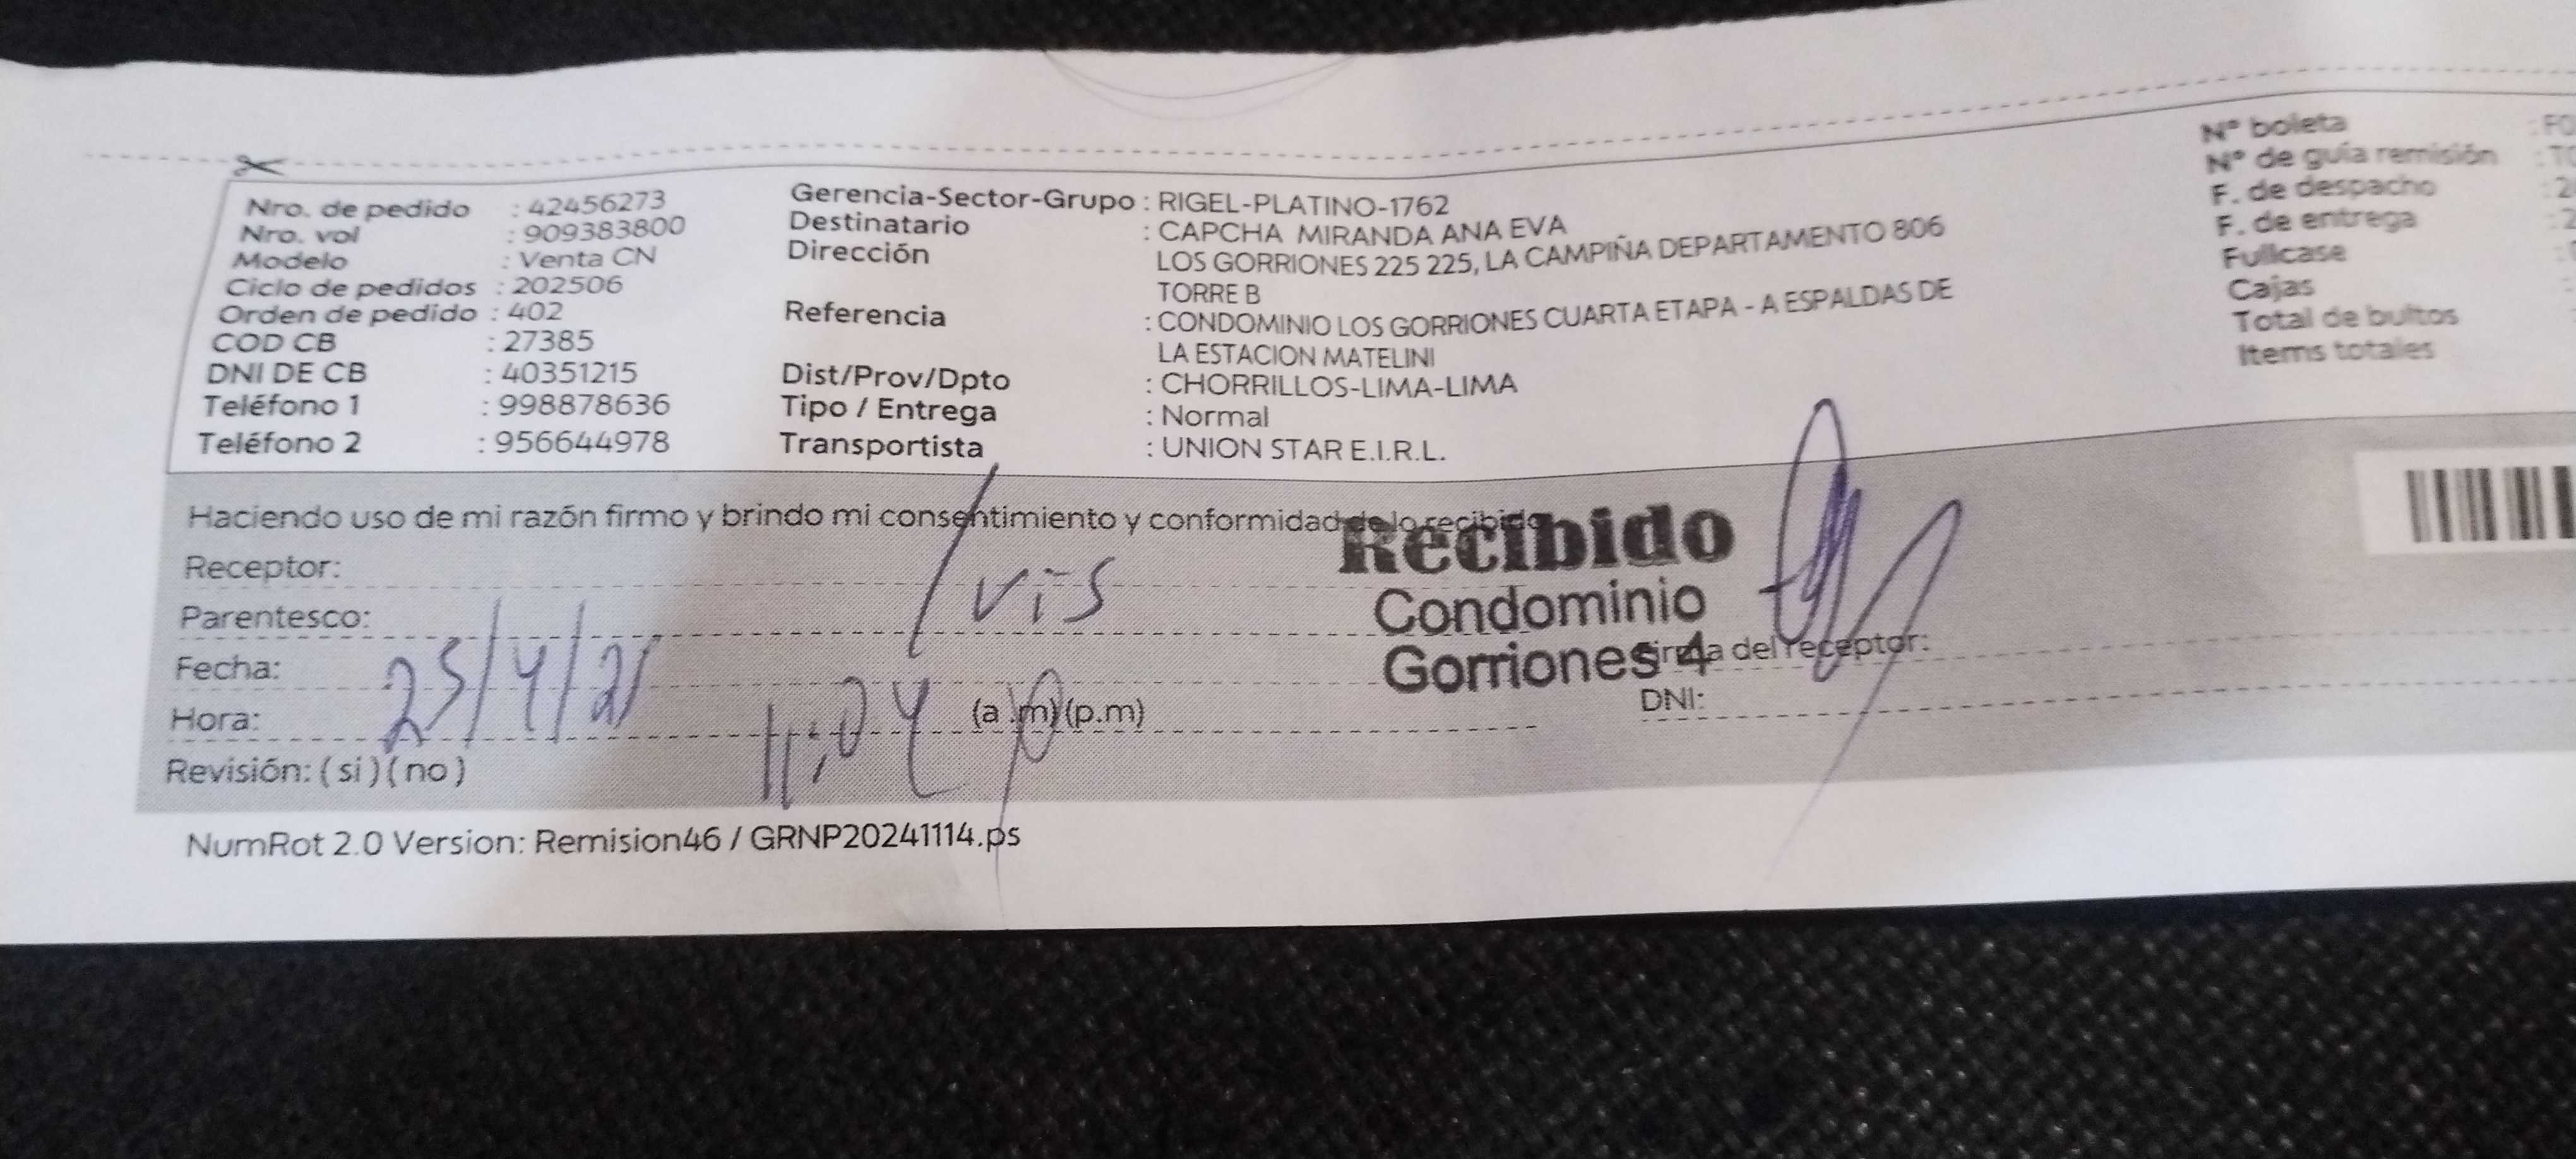 Nro. de pedido : 42456273
Nro. vol : 909383800
Modelo : Venta CN
Ciclo de pedidos : 202506
Orden de pedido : 402
COD CB : 27385
DNI DE CB : 40351215
Teléfono 1 : 998878636
Teléfono 2 : 956644978
Gerencia-Sector-Grupo : RIGEL-PLATINO-1762
Destinatario : CAPCHA MIRANDA ANA EVA
Dirección LOS GORRIONES 225 225, LA CAMPIÑA DEPARTAMENTO 806
TORRE B
Referencia : CONDOMINIO LOS GORRIONES CUARTA ETAPA - A ESPALDAS DE
LA ESTACION MATELINI
Dist/Prov/Dpto : CHORRILLOS-LIMA-LIMA
Tipo / Entrega : Normal
Transportista : UNION STAR E.I.R.L.
N° boleta
N° de guía remisión
F. de despacho
F. de entrega
Fullcase
Cajas
Total de bultos
Items totales
Haciendo uso de mi razón firmo y brindo mi consentimiento y conformidad de lo recibido
Receptor: Ivis
Parentesco:
Fecha: 25/4/25
Hora: 11:04 (a .m) (p.m)
Revisión: ( si ) ( no )
Recibido
Condominio
Gorriones 4
Firma del receptor:
DNI:
NumRot 2.0 Version: Remision46 / GRNP20241114.ps